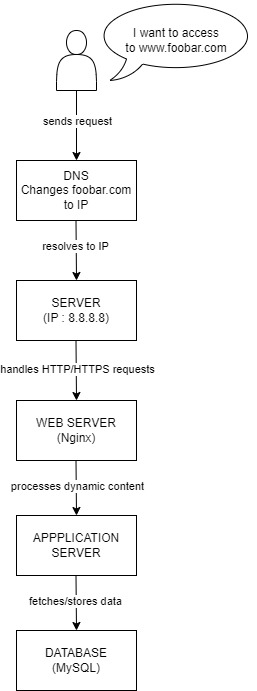 I want to access
to www.foobar.com
sends request
DNS
Changes foobar.com
to IP
resolves to IP
SERVER
(IP : 8.8.8.8)
handles HTTP/HTTPS requests
WEB SERVER
(Nginx)
processes dynamic content
APPPLICATION
SERVER
fetches/stores data
DATABASE
(MySQL)